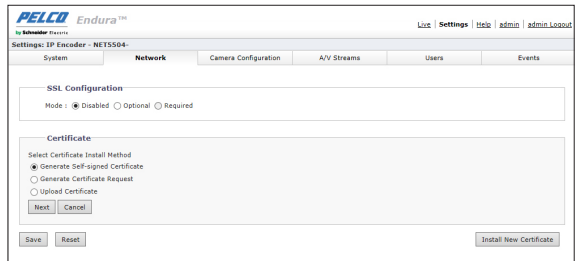 PELCO Endura™
by Schneider Electric
Live | Settings | Help | admin | admin Logout
Settings: IP Encoder - NET5504-
System Network Camera Configuration A/V Streams Users Events
SSL Configuration
Mode : Disabled Optional Required
Certificate
Select Certificate Install Method
Generate Self-signed Certificate
Generate Certificate Request
Upload Certificate
Next Cancel
Save Reset Install New Certificate